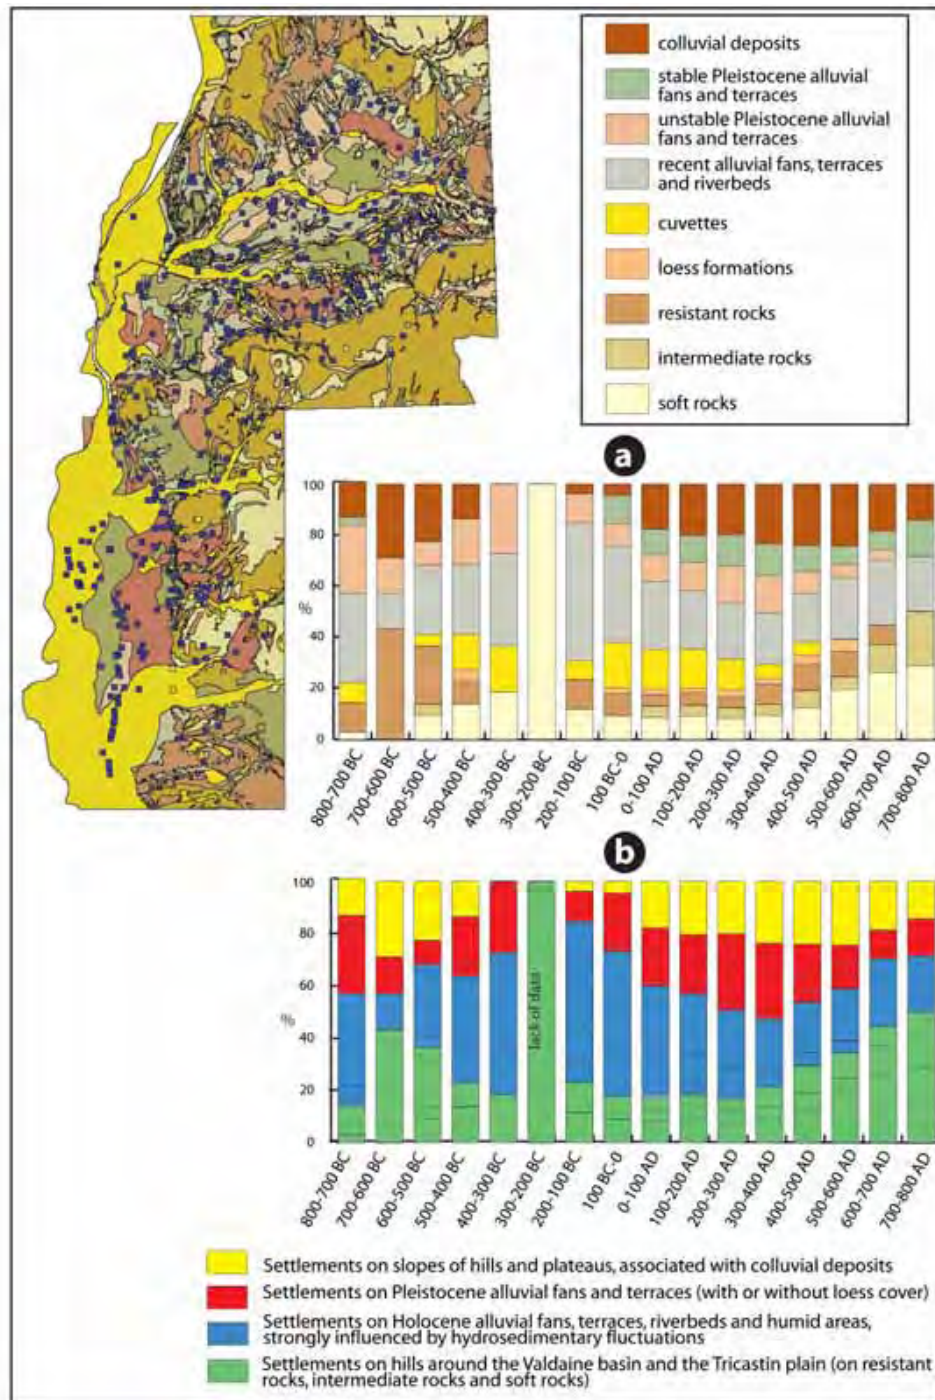 colluvial deposits
stable Pleistocene alluvial
fans and terraces
unstable Pleistocene alluvial
fans and terraces
recent alluvial fans, terraces
and riverbeds
cuvettes
loess formations
resistant rocks
intermediate rocks
soft rocks
a
100
80
60
%
40
20
0
800-700 BC
700-600 BC
600-500 BC
500-400 BC
400-300 BC
300-200 BC
200-100 BC
100 BC-0
0-100 AD
100-200 AD
200-300 AD
300-400 AD
400-500 AD
500-600 AD
600-700 AD
700-800 AD
b
100
80
60
%
40
20
0
lack of data
800-700 BC
700-600 BC
600-500 BC
500-400 BC
400-300 BC
300-200 BC
200-100 BC
100 BC-0
0-100 AD
100-200 AD
200-300 AD
300-400 AD
400-500 AD
500-600 AD
600-700 AD
700-800 AD
Settlements on slopes of hills and plateaus, associated with colluvial deposits
Settlements on Pleistocene alluvial fans and terraces (with or without loess cover)
Settlements on Holocene alluvial fans, terraces, riverbeds and humid areas,
strongly influenced by hydrosedimentary fluctuations
Settlements on hills around the Valdaine basin and the Tricastin plain (on resistant
rocks, intermediate rocks and soft rocks)